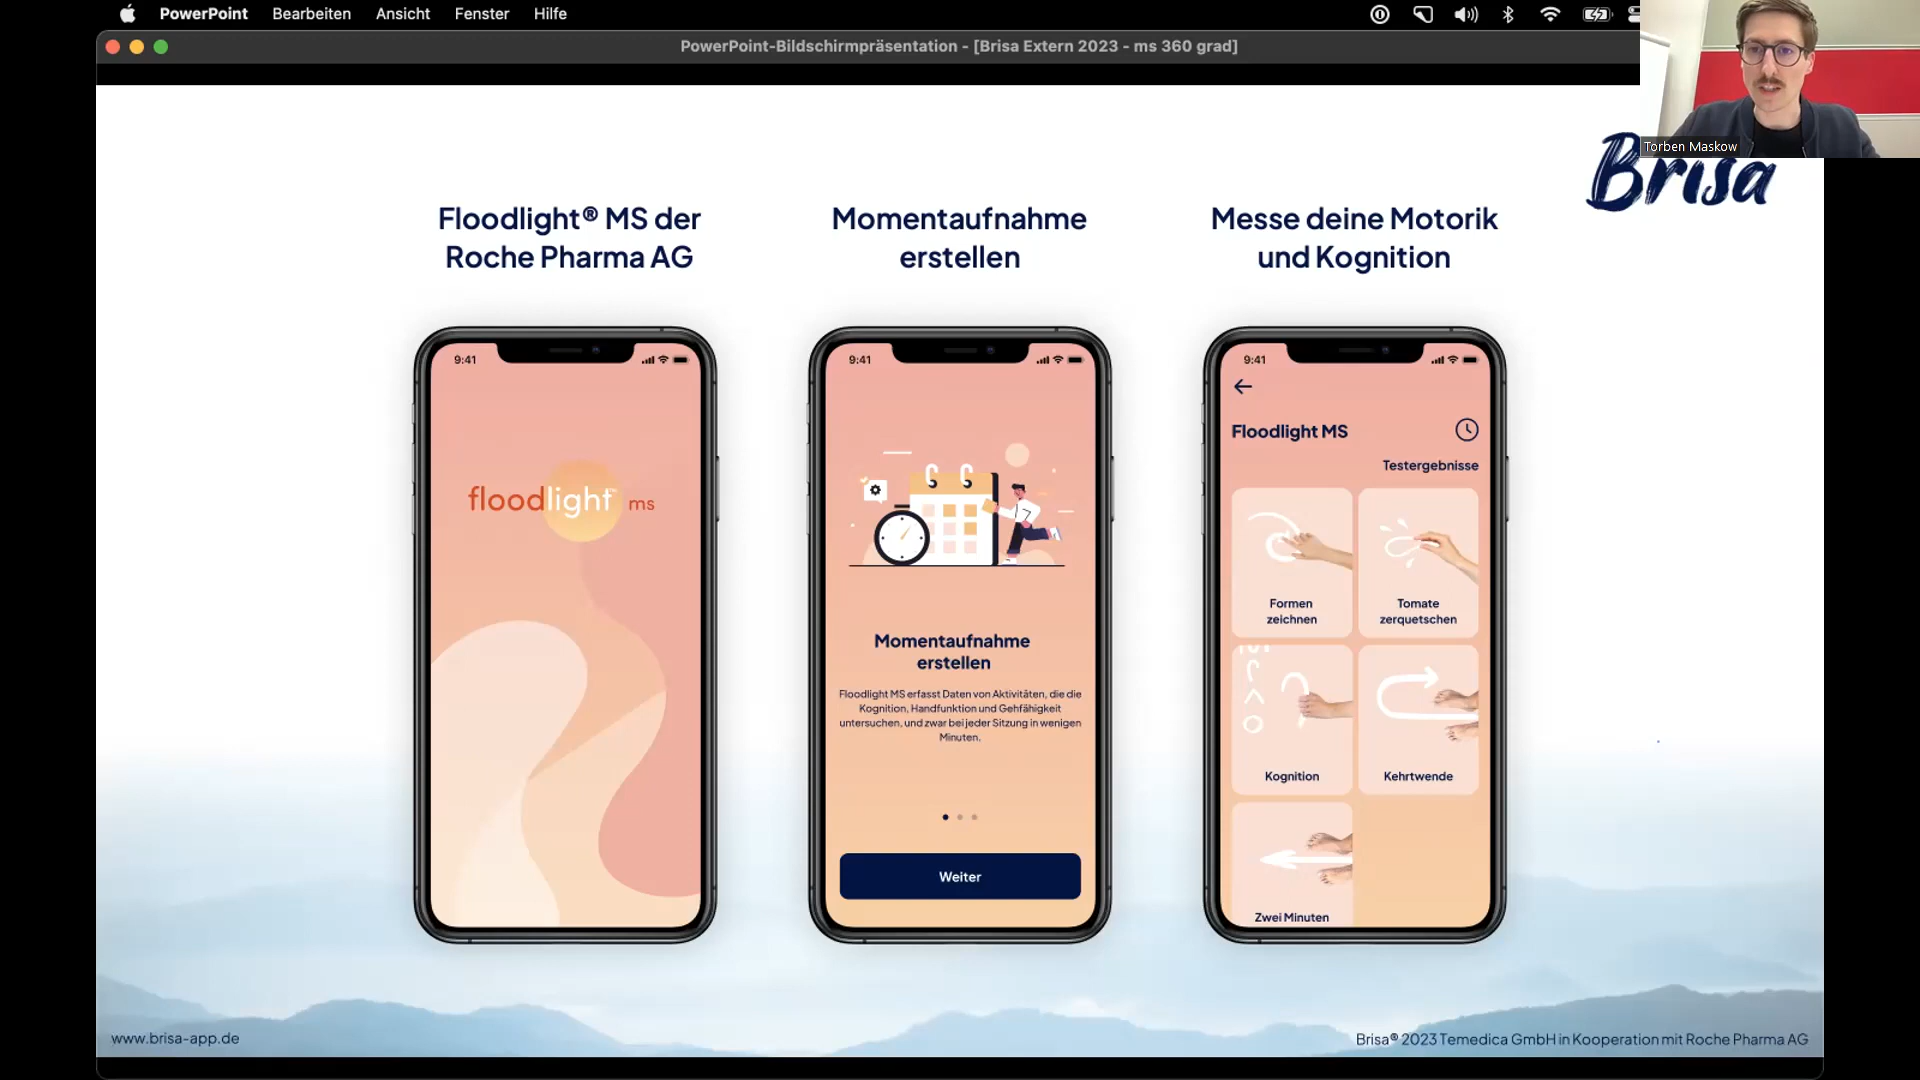 PowerPoint Bearbeiten Ansicht Fenster Hilfe
PowerPoint-Bildschirmpräsentation - [Brisa Extern 2023 - ms 360 grad]
Torben Maskow
Brisa
Floodlight® MS der
Roche Pharma AG
9:41
floodlight™ ms
Momentaufnahme
erstellen
9:41
Momentaufnahme
erstellen
Floodlight MS erfasst Daten von Aktivitäten, die die
Kognition, Handfunktion und Gehfähigkeit
untersuchen, und zwar bei jeder Sitzung in wenigen
Minuten.
Weiter
Messe deine Motorik
und Kognition
9:41
Floodlight MS
Testergebnisse
Formen
zeichnen
Tomate
zerquetschen
Kognition
Kehrtwende
Zwei Minuten
www.brisa-app.de
Brisa® 2023 Temedica GmbH in Kooperation mit Roche Pharma AG